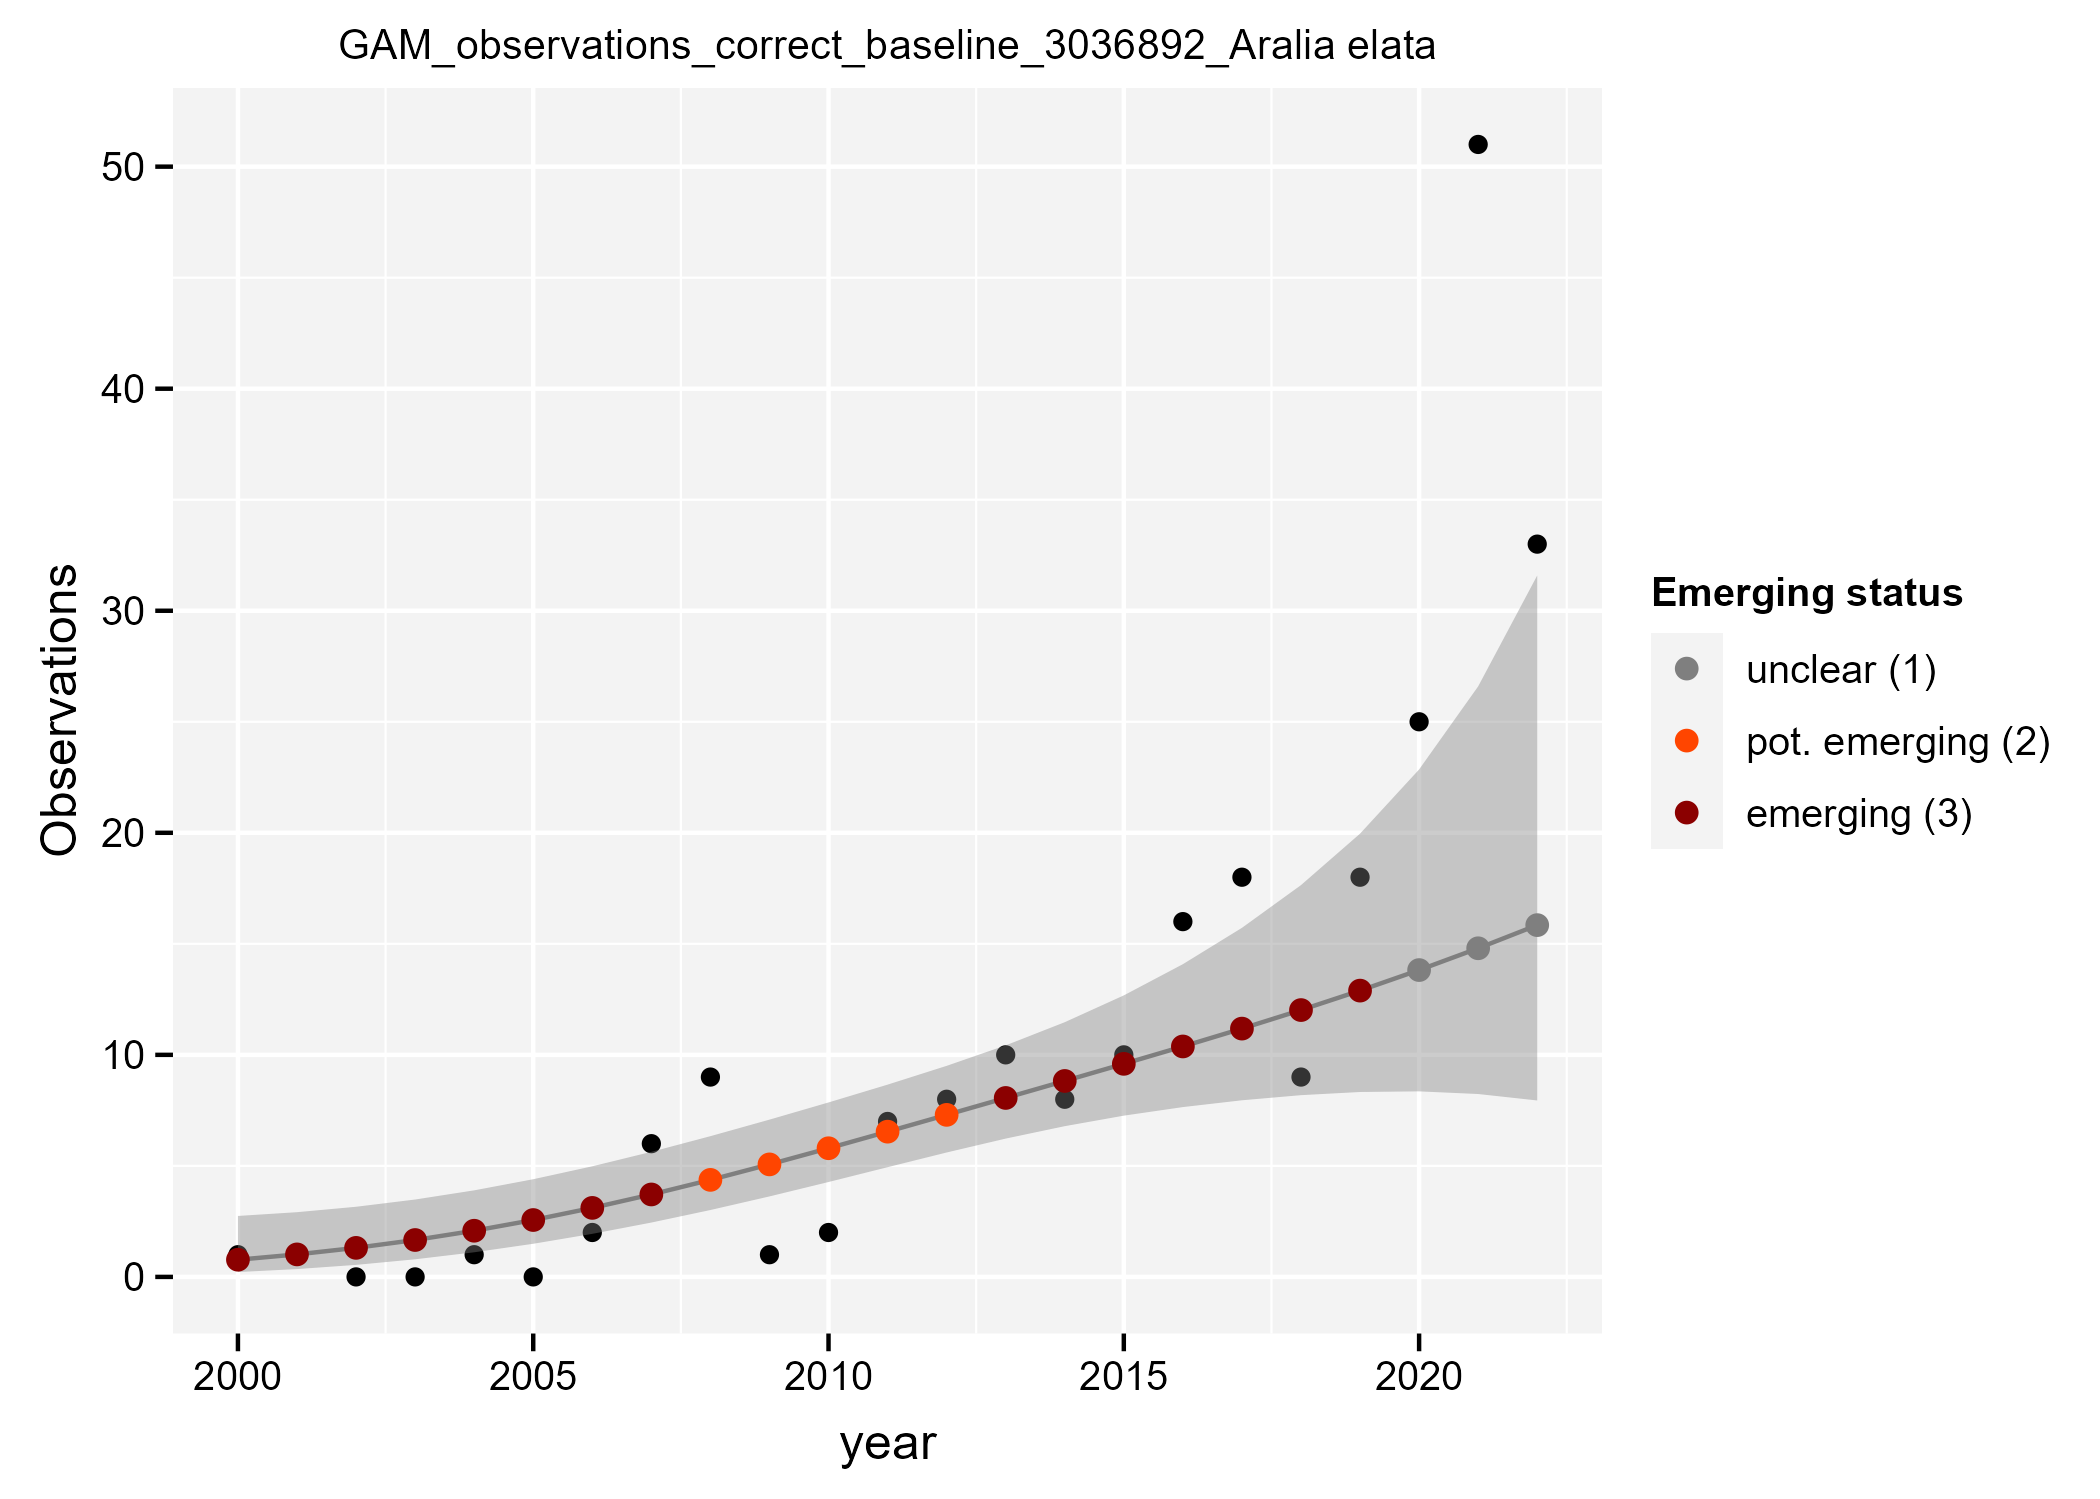 GAM_observations_correct_baseline_3036892_Aralia elata
50
40
30
20
10
0
Observations
2000 2005 2010 2015 2020
year
Emerging status
unclear (1)
pot. emerging (2)
emerging (3)